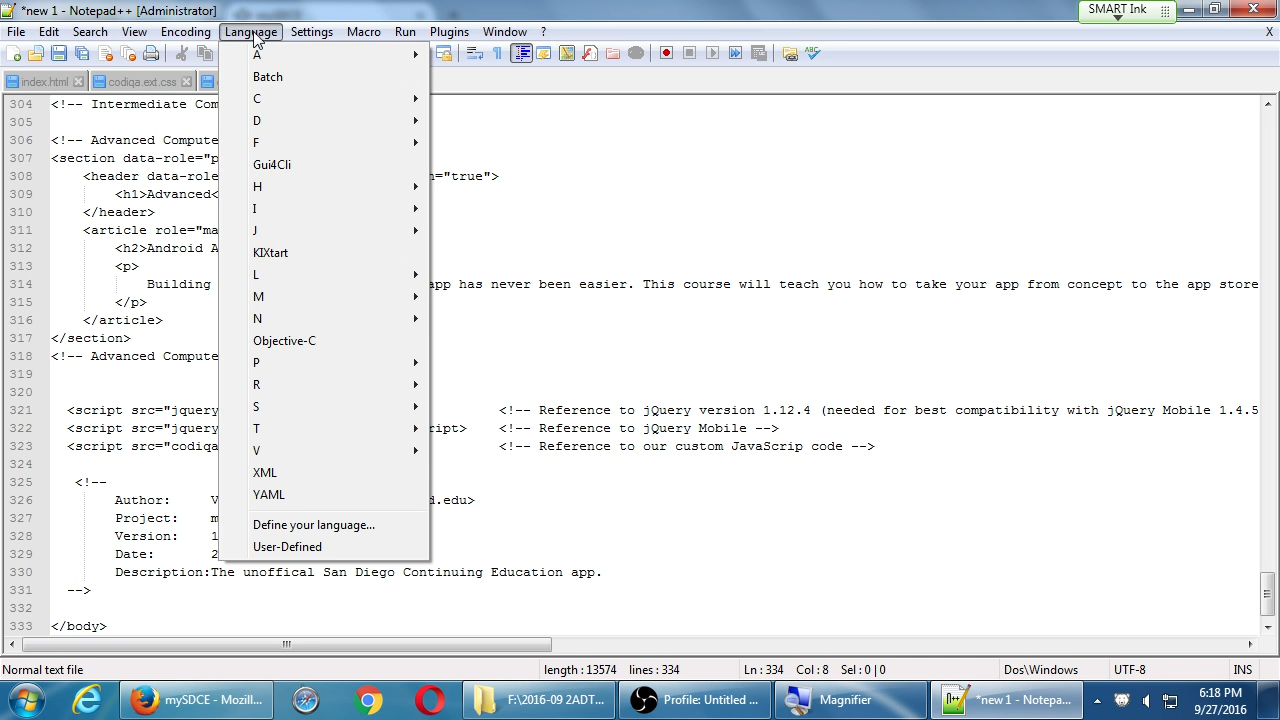 *new 1 - Notepad++ [Administrator]
SMART Ink
File Edit Search View Encoding Language Settings Macro Run Plugins Window ? X
index.html codiqa.ext.css
A
Batch
C
D
F
Gui4Cli
H
I
J
KIXtart
L
M
N
Objective-C
P
R
S
T
V
XML
YAML
Define your language...
User-Defined
304 <!-- Intermediate Com
305
306 <!-- Advanced Compute
307 <section data-role="p
308 <header data-role ="true">
309 <h1>Advanced<
310 </header>
311 <article role="ma
312 <h2>Android A
313 <p>
314 Building app has never been easier. This course will teach you how to take your app from concept to the app store
315 </p>
316 </article>
317 </section>
318 <!-- Advanced Compute
319
320
321 <script src="jquery <!-- Reference to jQuery version 1.12.4 (needed for best compatibility with jQuery Mobile 1.4.5
322 <script src="jquery ript> <!-- Reference to jQuery Mobile -->
323 <script src="codiqa <!-- Reference to our custom JavaScrip code -->
324
325 <!--
326 Author: V d.edu>
327 Project: m
328 Version: 1
329 Date: 2
330 Description:The unoffical San Diego Continuing Education app.
331 -->
332
333 </body>
Normal text file length : 13574 lines : 334 Ln : 334 Col : 8 Sel : 0 | 0 Dos\Windows UTF-8 INS
mySDCE - Mozill... F:\2016-09 2ADT... Profile: Untitled ... Magnifier *new 1 - Notepa... 6:18 PM
9/27/2016